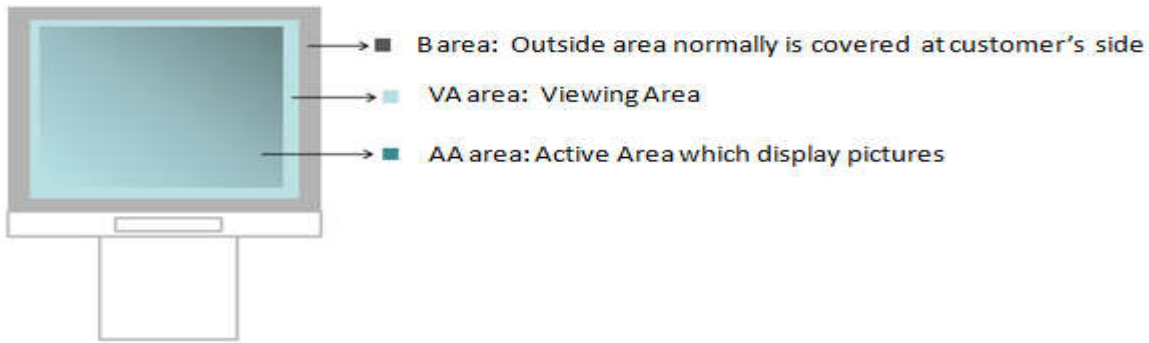 B area: Outside area normally is covered at customer's side
VA area: Viewing Area
AA area: Active Area which display pictures